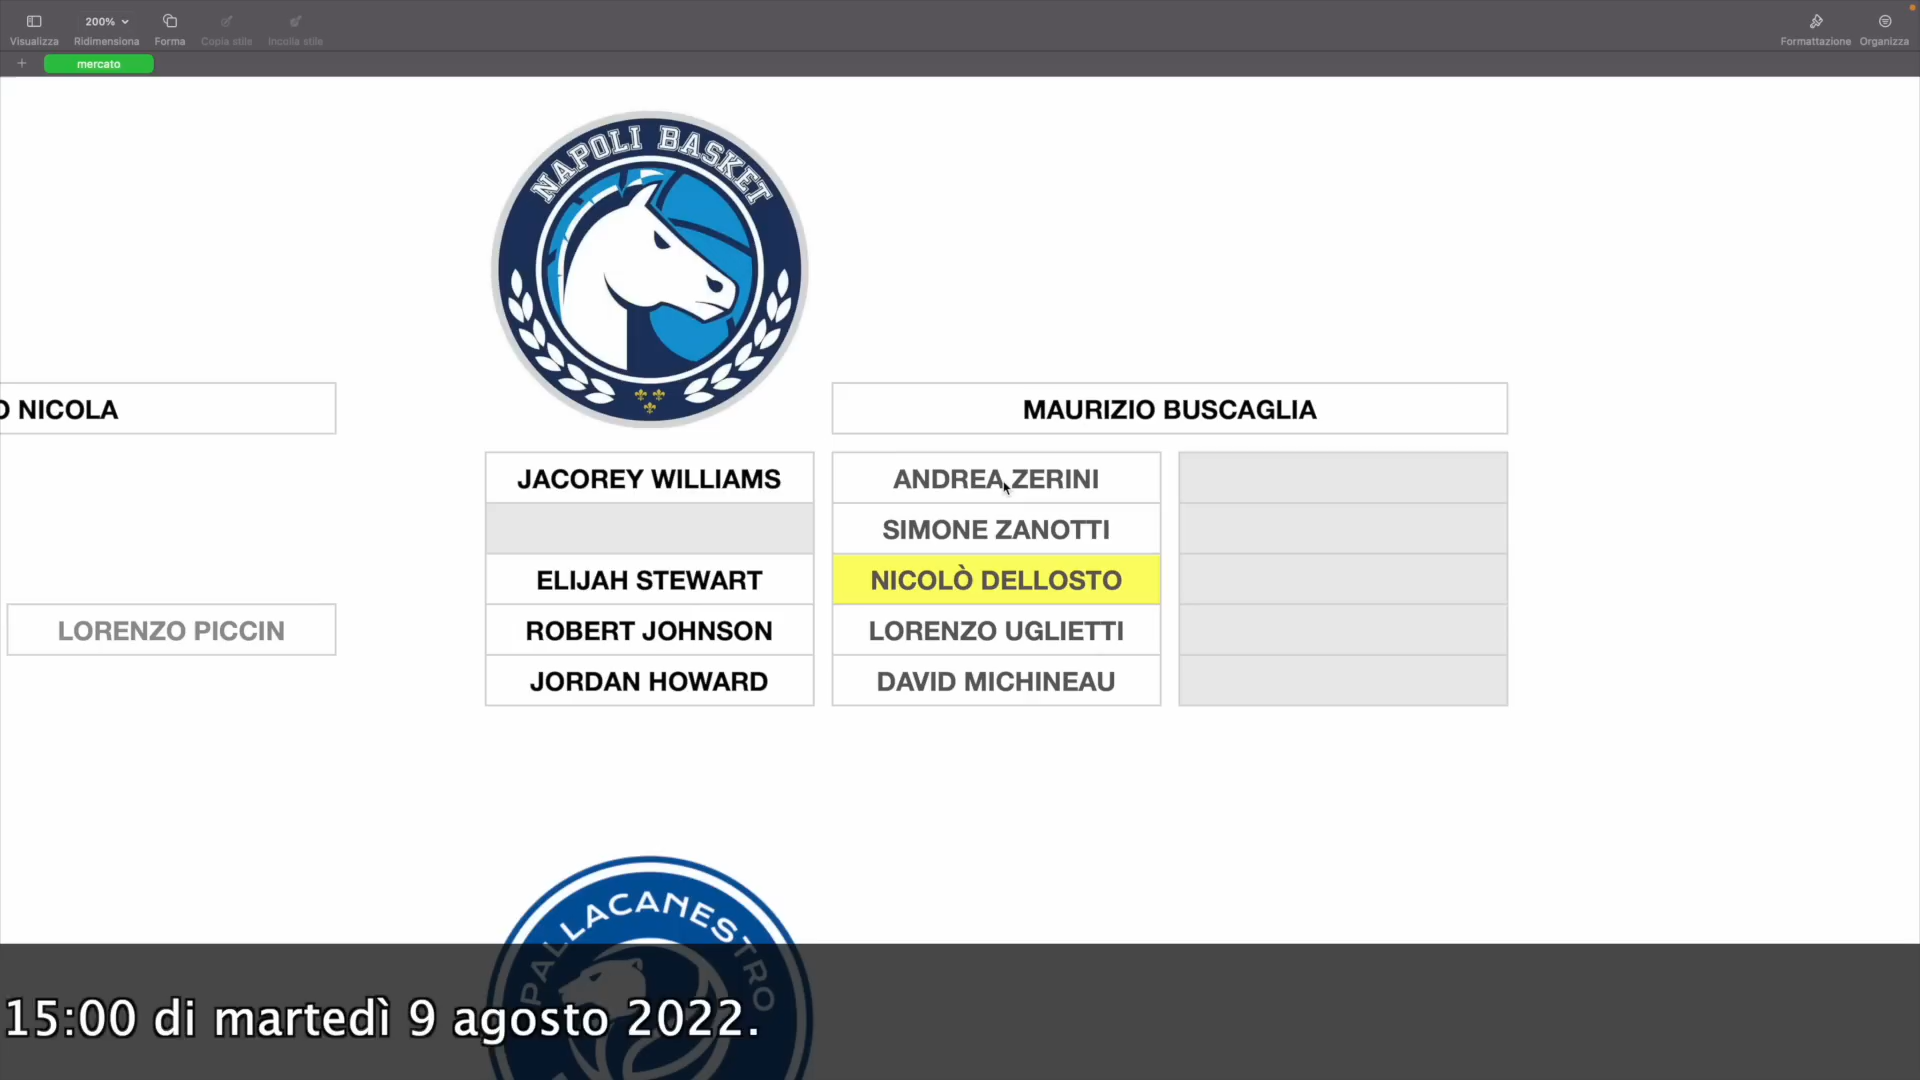 200%
Visualizza
Ridimensiona
Forma
Copia stile
Incolla stile
Formattazione
Organizza
mercato
NAPOLI BASKET
O NICOLA
MAURIZIO BUSCAGLIA
JACOREY WILLIAMS
ANDREA ZERINI
SIMONE ZANOTTI
ELIJAH STEWART
NICOLÒ DELLOSTO
LORENZO PICCIN
ROBERT JOHNSON
LORENZO UGLIETTI
JORDAN HOWARD
DAVID MICHINEAU
PALLACANESTRO
15:00 di martedì 9 agosto 2022.